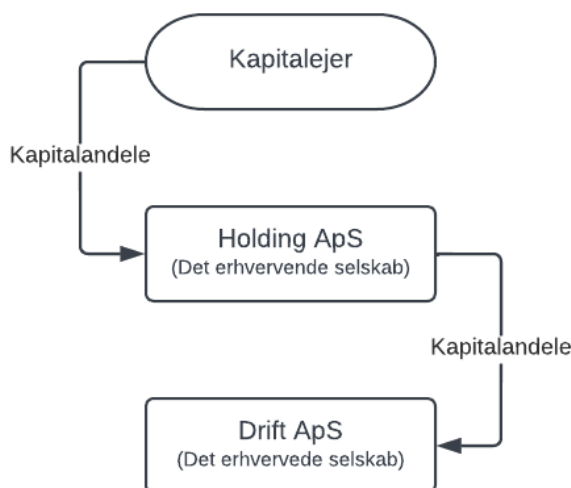 Kapitalejer
Kapitalandele
Holding ApS
(Det erhvervende selskab)
Kapitalandele
Drift ApS
(Det erhvervede selskab)